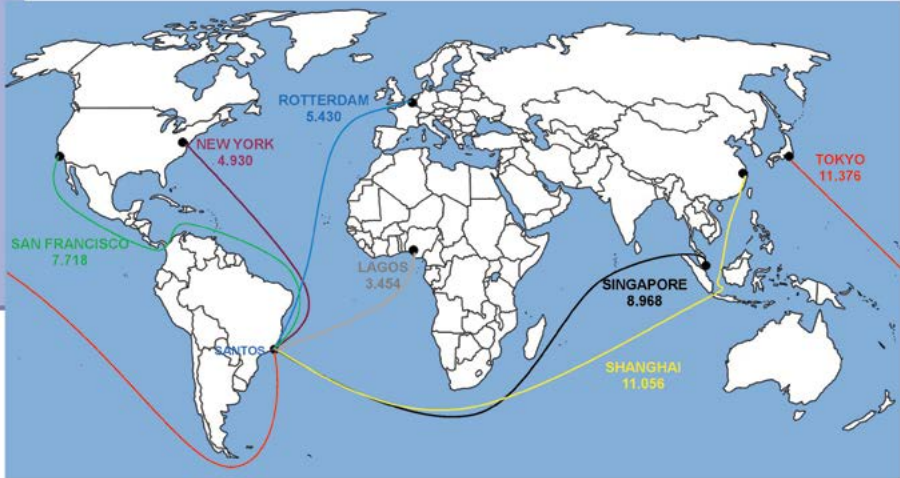 ROTTERDAM
5.430
NEW YORK
4.930
TOKYO
11.376
SAN FRANCISCO
7.718
LAGOS
3.454
SINGAPORE
8.968
SANTOS
SHANGHAI
11.056